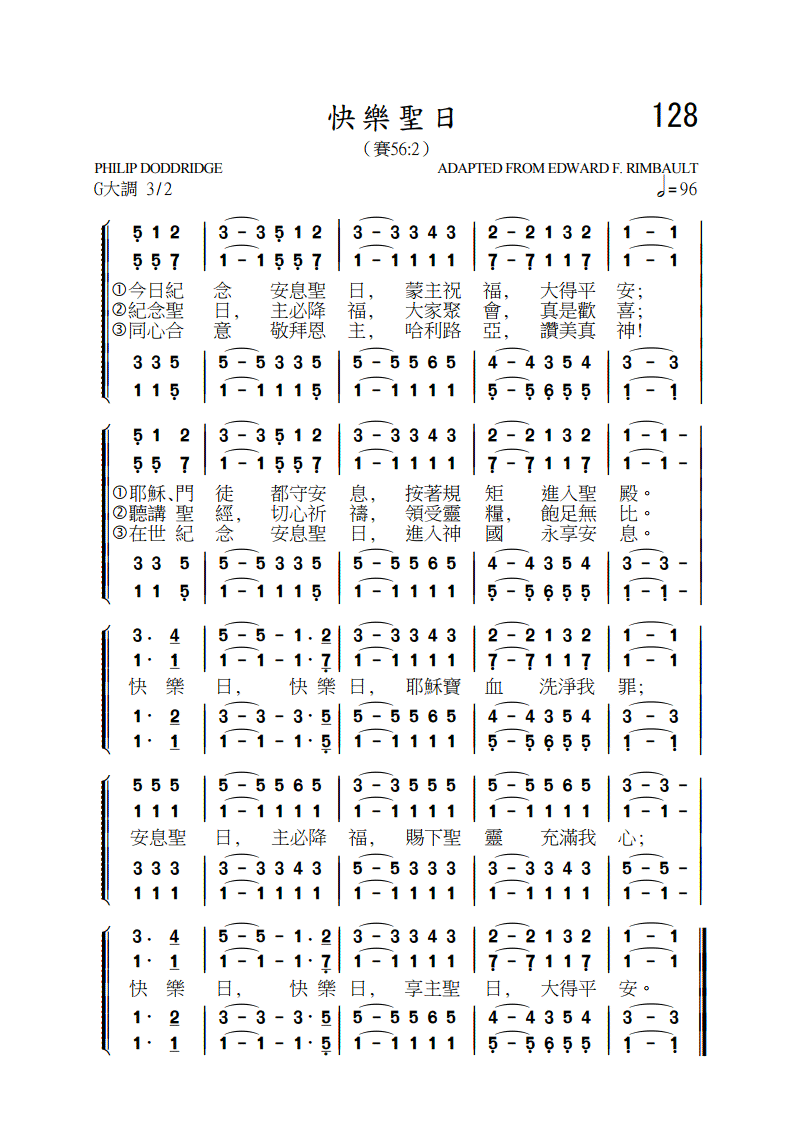 快樂聖日 128
（賽56:2）
PHILIP DODDRIDGE ADAPTED FROM EDWARD F. RIMBAULT
G大調 3/2 𝅗𝅥=96
5̣ 1 2 | 3 - 3 5̣ 1 2 | 3 - 3 3 4 3 | 2 - 2 1 3 2 | 1 - 1 |
5̣ 5̣ 7̣ | 1 - 1 5̣ 5̣ 7̣ | 1 - 1 1 1 1 | 7̣ - 7̣ 1 1 7̣ | 1 - 1 |
①今日紀 念 安息聖 日， 蒙主祝 福， 大得平 安；
②紀念聖 日， 主必降 福， 大家聚 會， 真是歡 喜；
③同心合 意 敬拜恩 主， 哈利路 亞， 讚美真 神！
3 3 5 | 5 - 5 3 3 5 | 5 - 5 5 6 5 | 4 - 4 3 5 4 | 3 - 3 |
1 1 5̣ | 1 - 1 1 1 5̣ | 1 - 1 1 1 1 | 5̣ - 5̣ 6̣ 5̣ 5̣ | 1̣ - 1̣ |
5̣ 1 2 | 3 - 3 5̣ 1 2 | 3 - 3 3 4 3 | 2 - 2 1 3 2 | 1 - 1 - |
5̣ 5̣ 7̣ | 1 - 1 5̣ 5̣ 7̣ | 1 - 1 1 1 1 | 7̣ - 7̣ 1 1 7̣ | 1 - 1 - |
①耶穌、門 徒 都守安 息， 按著規 矩 進入聖 殿。
②聽講 聖 經， 切心祈 禱， 領受靈 糧， 飽足無 比。
③在世 紀 念 安息聖 日， 進入神 國 永享安 息。
3 3 5 | 5 - 5 3 3 5 | 5 - 5 5 6 5 | 4 - 4 3 5 4 | 3 - 3 - |
1 1 5̣ | 1 - 1 1 1 5̣ | 1 - 1 1 1 1 | 5̣ - 5̣ 6̣ 5̣ 5̣ | 1̣ - 1̣ - |
3 . 4 | 5 - 5 - 1 . 2 | 3 - 3 3 4 3 | 2 - 2 1 3 2 | 1 - 1 |
1 · 1 | 1 - 1 - 1 · 7̣ | 1 - 1 1 1 1 | 7̣ - 7̣ 1 1 7̣ | 1 - 1 |
快 樂 日， 快 樂 日， 耶穌寶 血 洗淨我 罪；
1 · 2 | 3 - 3 - 3 · 5 | 5 - 5 5 6 5 | 4 - 4 3 5 4 | 3 - 3 |
1 · 1 | 1 - 1 - 1 · 5̣ | 1 - 1 1 1 1 | 5̣ - 5̣ 6̣ 5̣ 5̣ | 1̣ - 1̣ |
5 5 5 | 5 - 5 5 6 5 | 3 - 3 5 5 5 | 5 - 5 5 6 5 | 3 - 3 - |
1 1 1 | 1 - 1 1 1 1 | 1 - 1 1 1 1 | 1 - 1 1 1 1 | 1 - 1 - |
安息聖 日， 主必降 福， 賜下聖 靈 充滿我 心；
3 3 3 | 3 - 3 3 4 3 | 5 - 5 3 3 3 | 3 - 3 3 4 3 | 5 - 5 - |
1 1 1 | 1 - 1 1 1 1 | 1 - 1 1 1 1 | 1 - 1 1 1 1 | 1 - 1 - |
3 . 4 | 5 - 5 - 1 . 2 | 3 - 3 3 4 3 | 2 - 2 1 3 2 | 1 - 1
1 · 1 | 1 - 1 - 1 · 7̣ | 1 - 1 1 1 1 | 7̣ - 7̣ 1 1 7̣ | 1 - 1
快 樂 日， 快 樂 日， 享主聖 日， 大得平 安。
1 · 2 | 3 - 3 - 3 · 5 | 5 - 5 5 6 5 | 4 - 4 3 5 4 | 3 - 3
1 · 1 | 1 - 1 - 1 · 5̣ | 1 - 1 1 1 1 | 5̣ - 5̣ 6̣ 5̣ 5̣ | 1̣ - 1̣